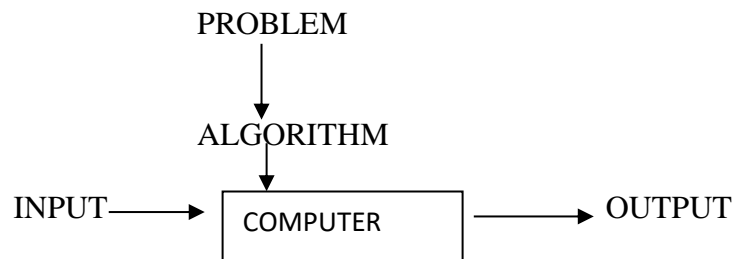 PROBLEM
ALGORITHM
INPUT
COMPUTER
OUTPUT